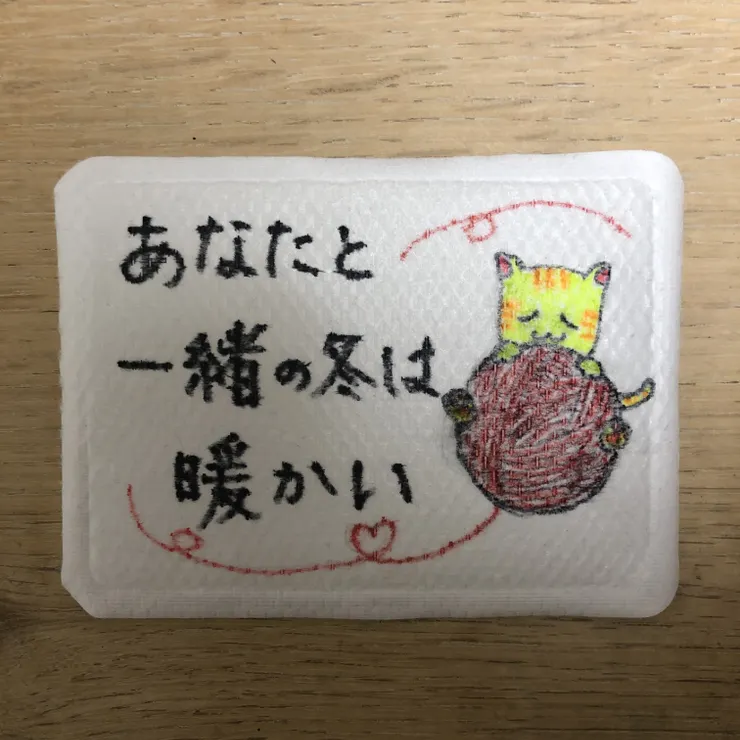 あなたと
一緒の冬は
暖かい